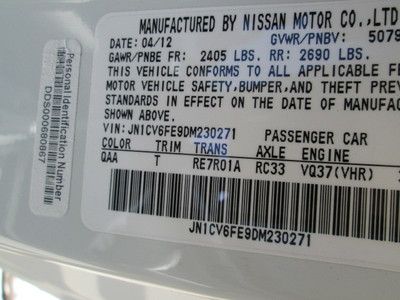 MANUFACTURED BY NISSAN MOTOR CO.,LTD
DATE: 04/12 GVWR/PNBV: 5079
GAWR/PNBE FR: 2405 LBS. RR: 2690 LBS.
THIS VEHICLE CONFORMS TO ALL APPLICABLE
MOTOR VEHICLE SAFETY, BUMPER, AND THEFT PREV
STANDARDS IN EFFECT ON THE DATE OF MANUFAC
SHOWN ABOVE.
VIN: JN1CV6FE9DM230271 PASSENGER CAR
COLOR TRIM TRANS AXLE ENGINE
QAA T RE7R01A RC33 VQ37(VHR)
JN1CV6FE9DM230271
Personal Identification Number
DDS000680867